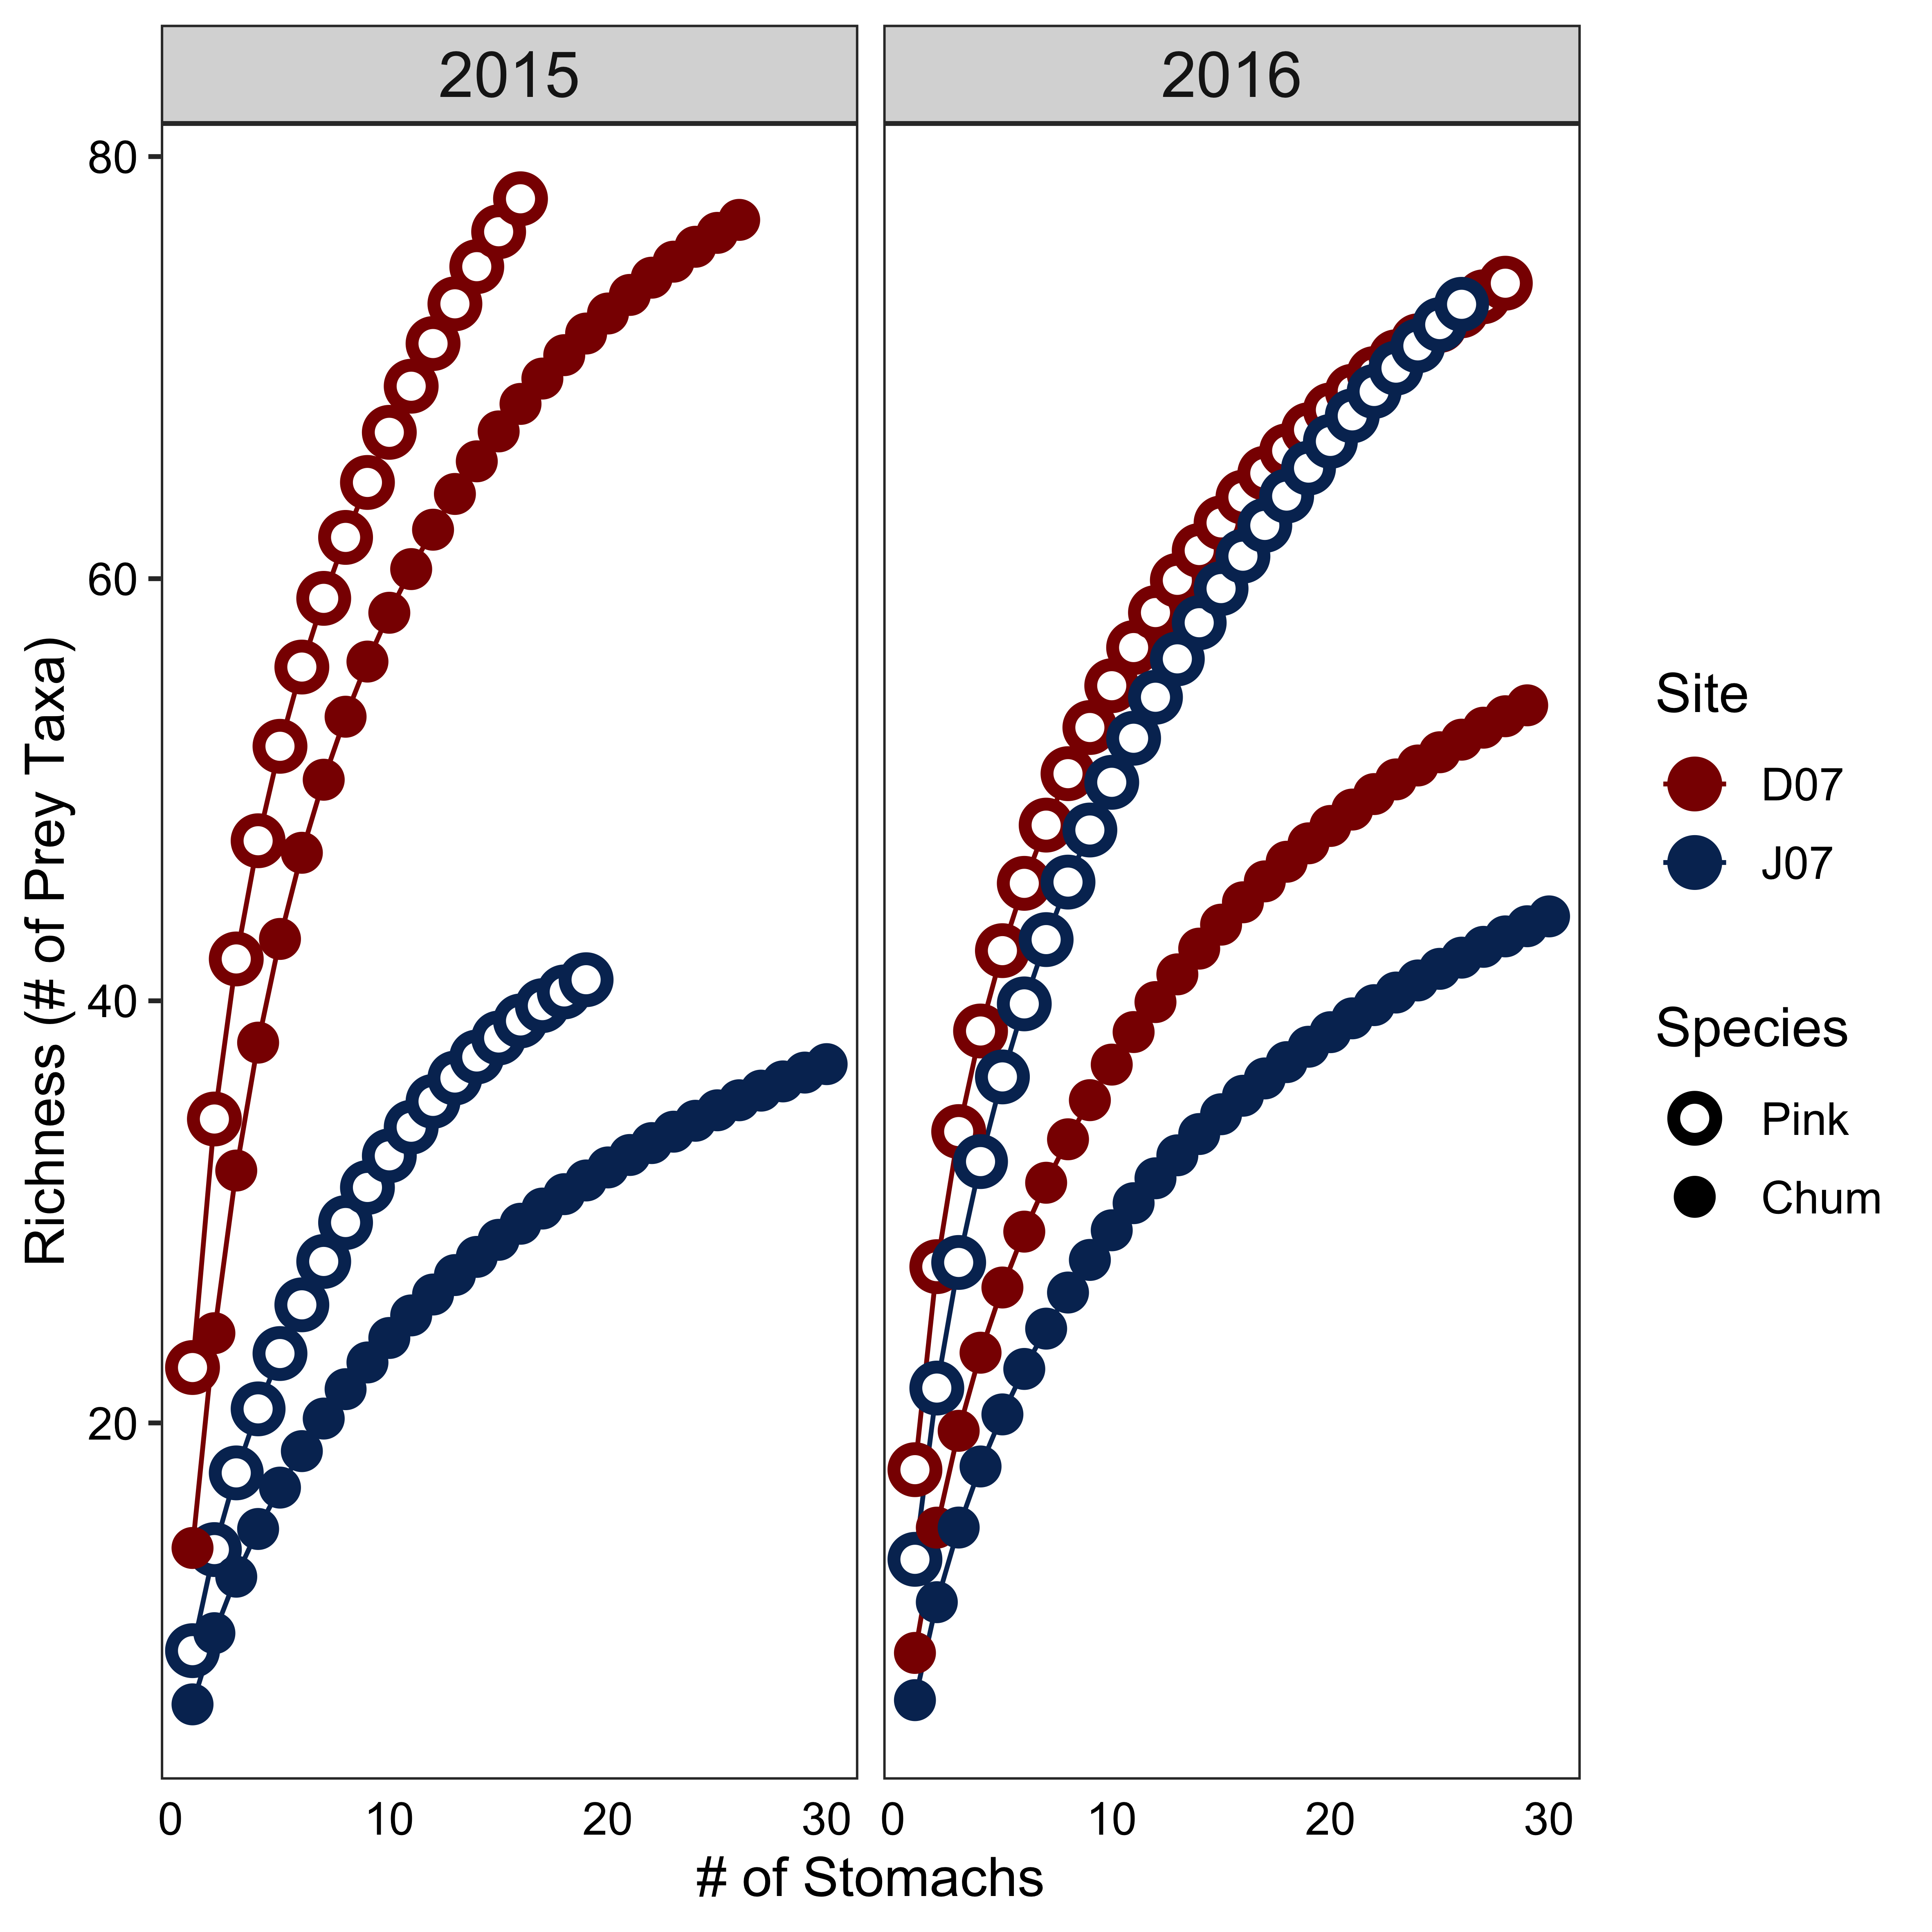 2015
2016
80
60
40
20
Richness (# of Prey Taxa)
0 10 20 30
0 10 20 30
# of Stomachs
Site
D07
J07
Species
Pink
Chum